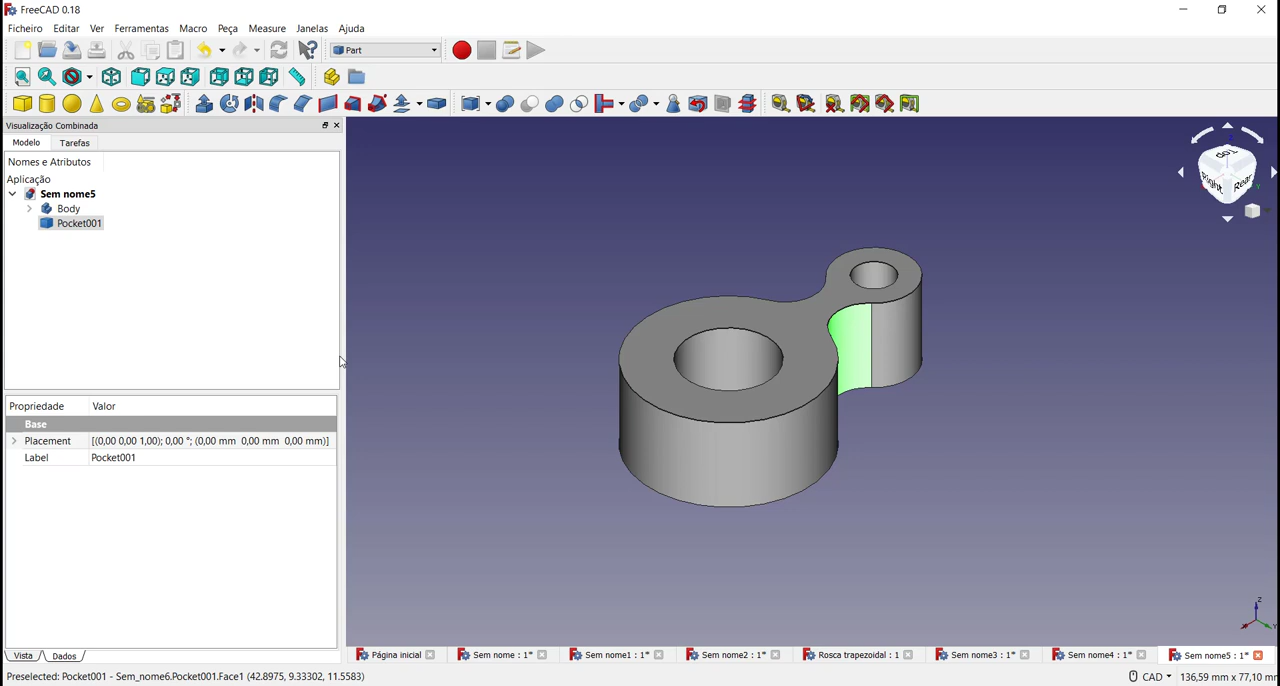 FreeCAD 0.18
Ficheiro Editar Ver Ferramentas Macro Peça Measure Janelas Ajuda
Part
Visualização Combinada
Modelo Tarefas
Nomes e Atributos
Aplicação
Sem nome5
Body
Pocket001
Top
Right Rear
Propriedade Valor
Base
Placement [(0,00 0,00 1,00); 0,00 °; (0,00 mm 0,00 mm 0,00 mm)]
Label Pocket001
Z
Y
Vista Dados
Página inicial Sem nome : 1* Sem nome1 : 1* Sem nome2 : 1* Rosca trapezoidal : 1 Sem nome3 : 1* Sem nome4 : 1* Sem nome5 : 1*
Preselected: Pocket001 - Sem_nome6.Pocket001.Face1 (42.8975, 9.33302, 11.5583) CAD 136,59 mm x 77,10 mm